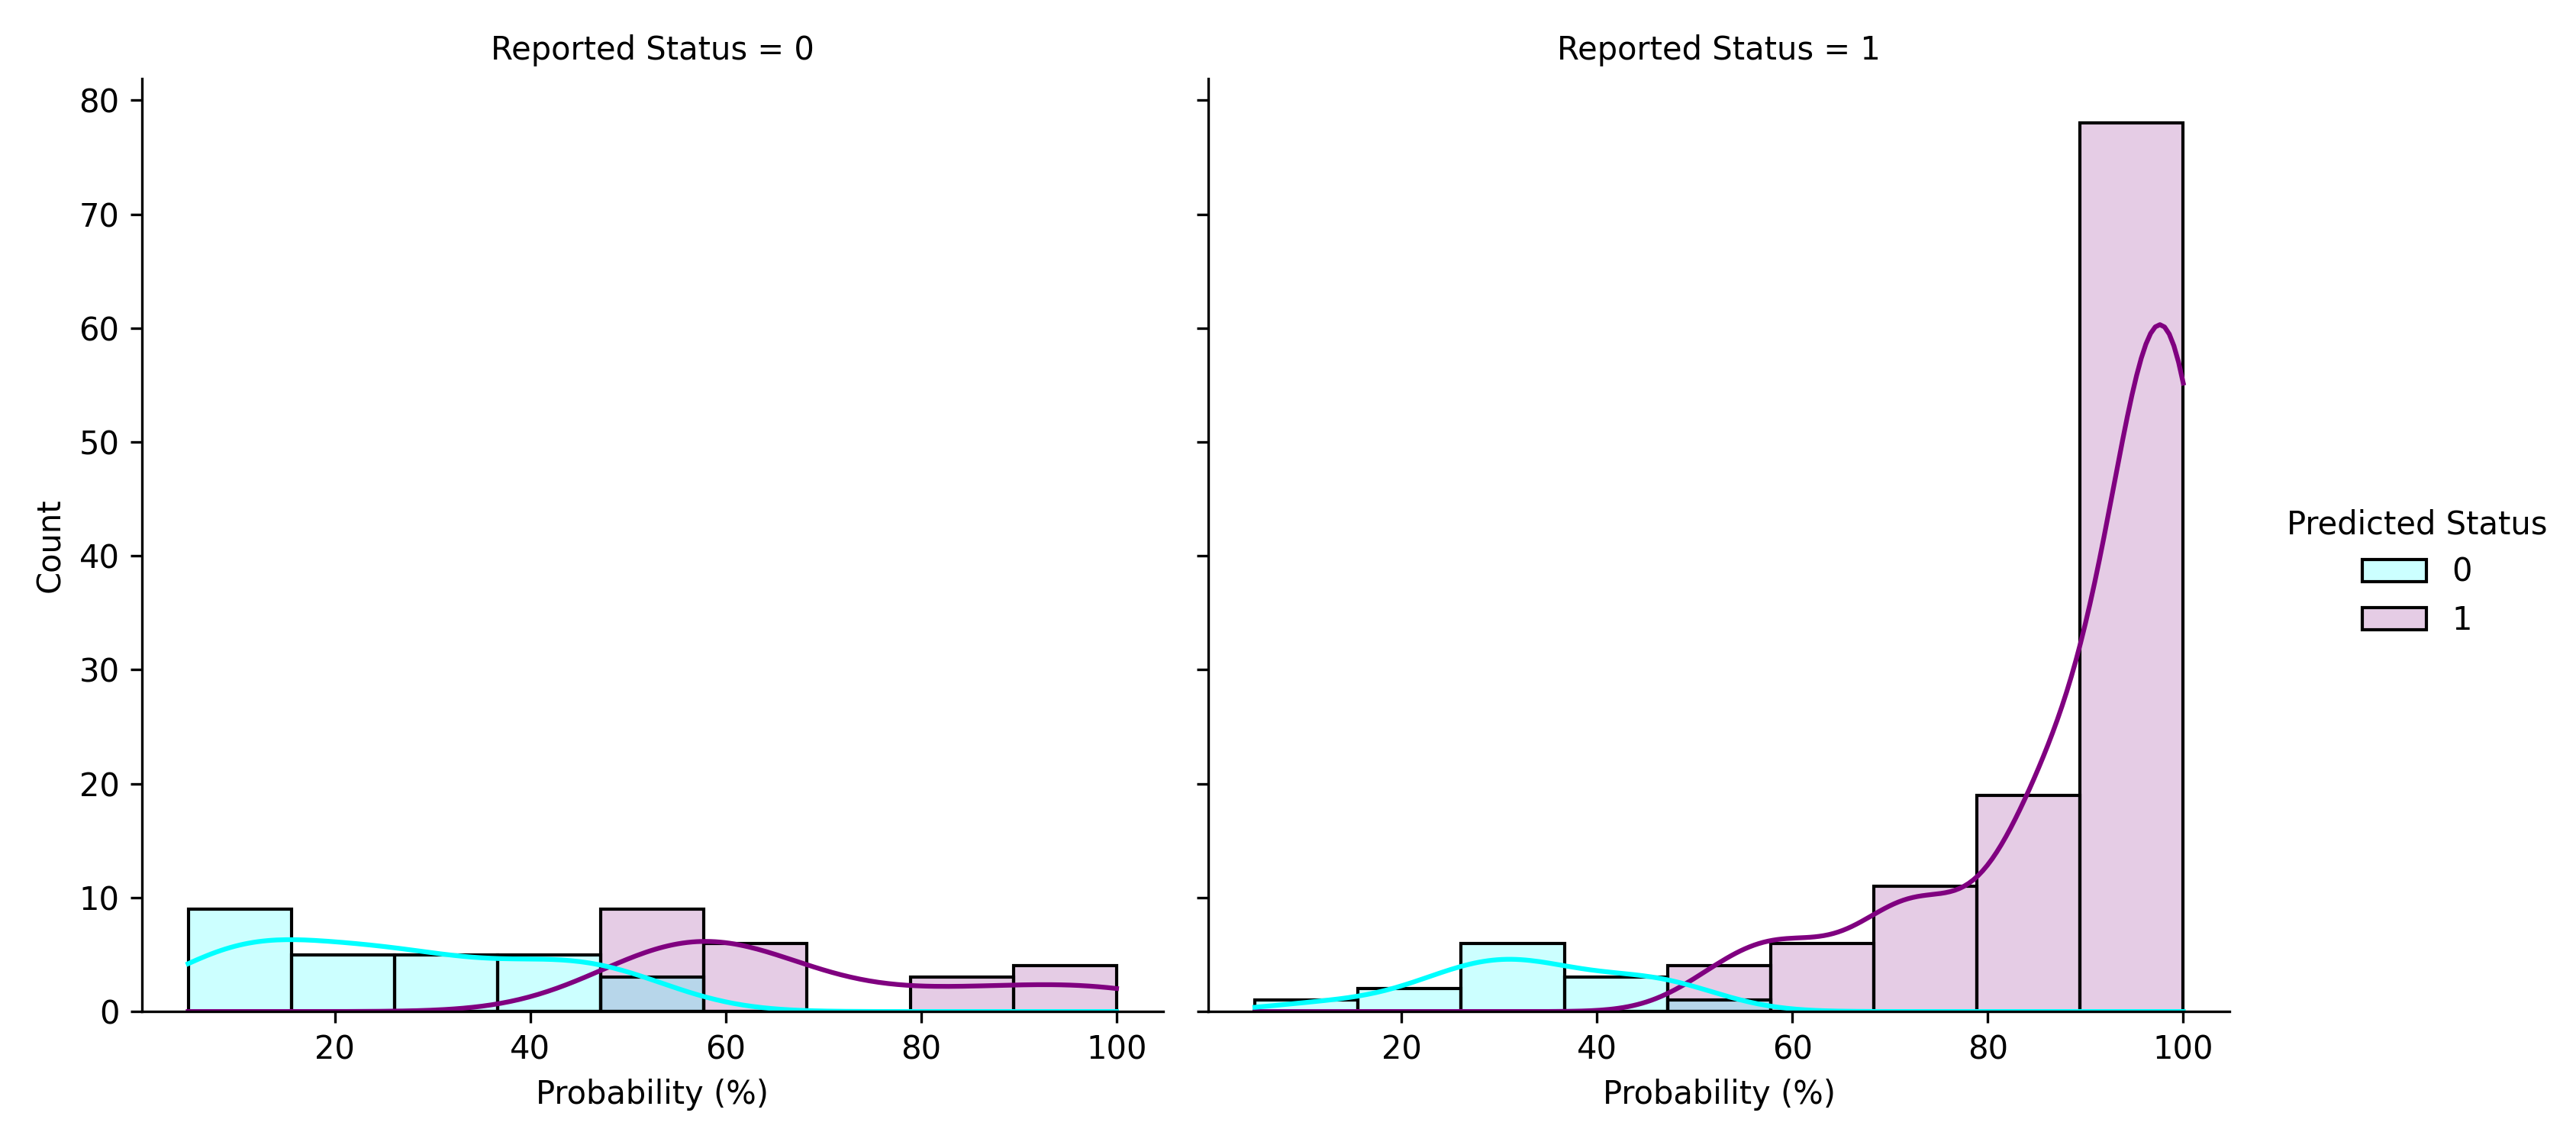 Reported Status = 0
Reported Status = 1
80
70
60
50
40
30
20
10
0
Count
20 40 60 80 100
20 40 60 80 100
Probability (%)
Probability (%)
Predicted Status
0
1